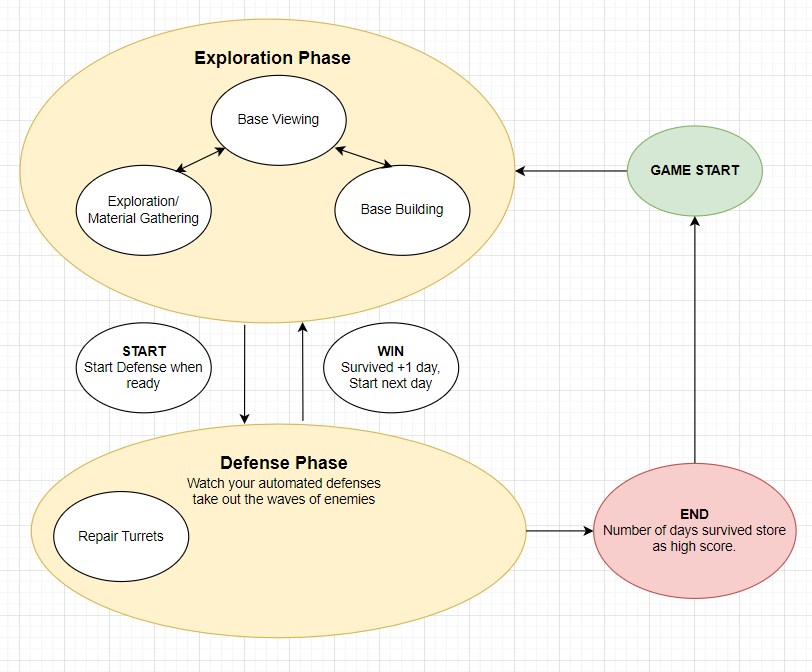 Exploration Phase
Base Viewing
Exploration/
Material Gathering
Base Building
GAME START
START
Start Defense when
ready
WIN
Survived +1 day,
Start next day
Defense Phase
Watch your automated defenses
take out the waves of enemies
Repair Turrets
END
Number of days survived store
as high score.